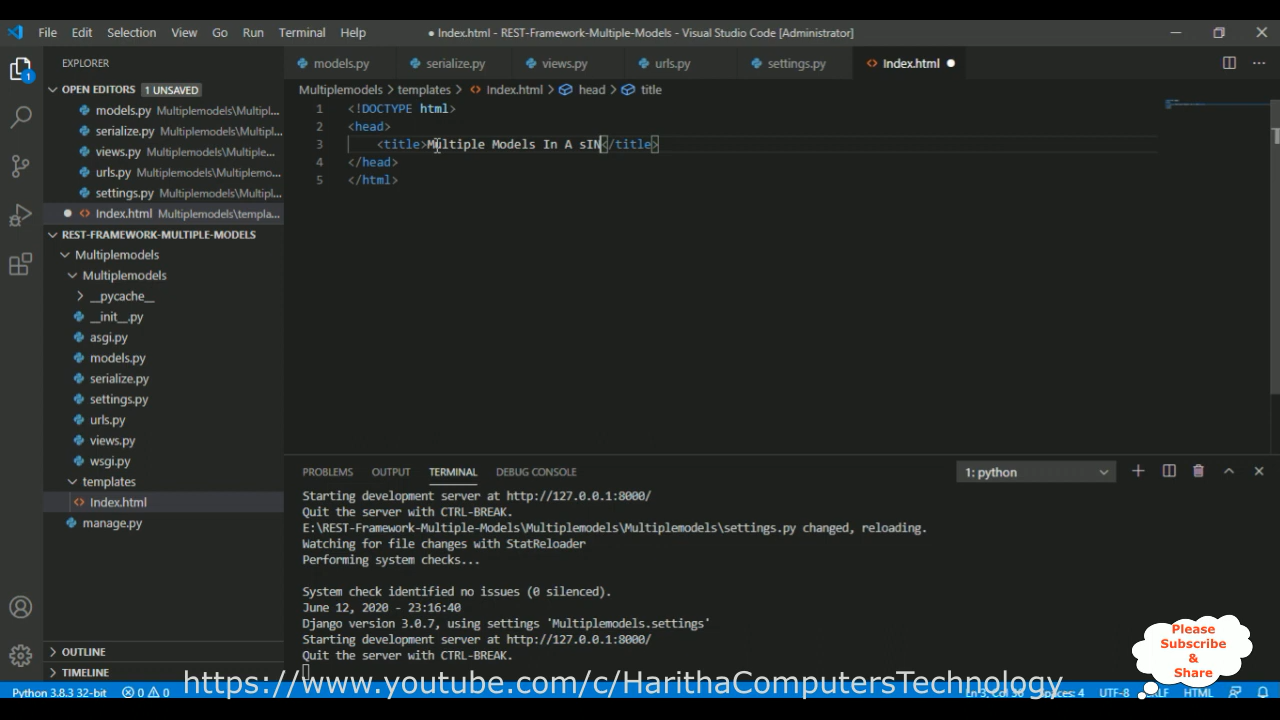 File Edit Selection View Go Run Terminal Help ● Index.html - REST-Framework-Multiple-Models - Visual Studio Code [Administrator]
EXPLORER
models.py serialize.py views.py urls.py settings.py Index.html
OPEN EDITORS 1 UNSAVED
Multiplemodels > templates > Index.html > head > title
models.py Multiplemodels\Multipl...
serialize.py Multiplemodels\Multipl...
views.py Multiplemodels\Multiple...
urls.py Multiplemodels\Multiplemo...
settings.py Multiplemodels\Multipl...
Index.html Multiplemodels\templa...
1 <!DOCTYPE html>
2 <head>
3 <title>Multiple Models In A sIN</title>
4 </head>
5 </html>
REST-FRAMEWORK-MULTIPLE-MODELS
Multiplemodels
Multiplemodels
__pycache__
__init__.py
asgi.py
models.py
serialize.py
settings.py
urls.py
views.py
wsgi.py
templates
Index.html
manage.py
OUTLINE
TIMELINE
PROBLEMS OUTPUT TERMINAL DEBUG CONSOLE 1: python
Starting development server at http://127.0.0.1:8000/
Quit the server with CTRL-BREAK.
E:\REST-Framework-Multiple-Models\Multiplemodels\Multiplemodels\settings.py changed, reloading.
Watching for file changes with StatReloader
Performing system checks...
System check identified no issues (0 silenced).
June 12, 2020 - 23:16:40
Django version 3.0.7, using settings 'Multiplemodels.settings'
Starting development server at http://127.0.0.1:8000/
Quit the server with CTRL-BREAK.
Please
Subscribe
&
Share
https://www.youtube.com/c/HarithaComputersTechnology
Python 3.8.3 32-bit 0 0 Spaces: 4 UTF-8 HTML